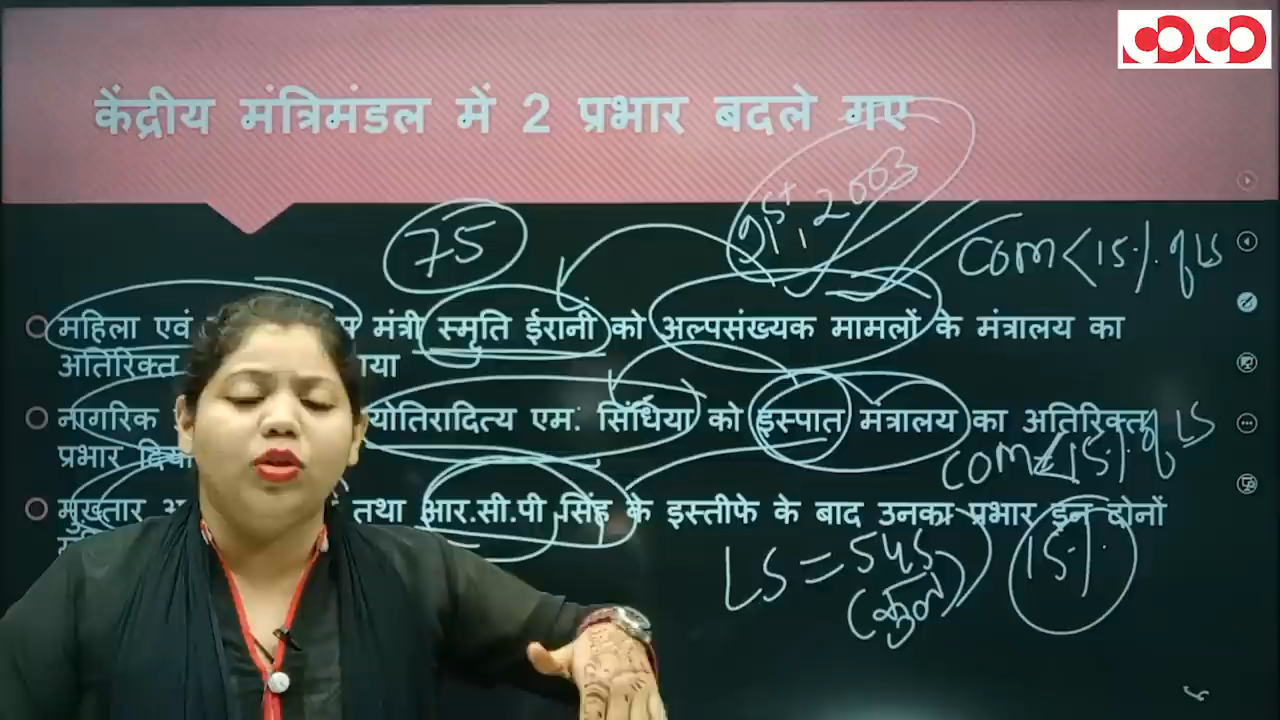 केंद्रीय मंत्रिमंडल में 2 प्रभार बदले गए
91st, 2003
75
COM < 15% of LS
महिला एवं मंत्री स्मृति ईरानी को अल्पसंख्यक मामलों के मंत्रालय का
अतिरिक्त
नागरिक एम. सिंधिया को इस्पात मंत्रालय का अतिरिक्त
प्रभार दिया
COM < 15% of LS
मुख्तार तथा आर.सी.पी सिंह के इस्तीफे के बाद उनका प्रभार इन दोनों
LS = 545
(कुल)
15%